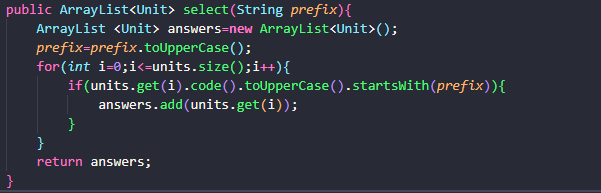 public ArrayList<Unit> select(String prefix){
ArrayList <Unit> answers=new ArrayList<Unit>();
prefix=prefix.toUpperCase();
for(int i=0;i<=units.size();i++){
if(units.get(i).code().toUpperCase().startsWith(prefix)){
answers.add(units.get(i));
}
}
return answers;
}